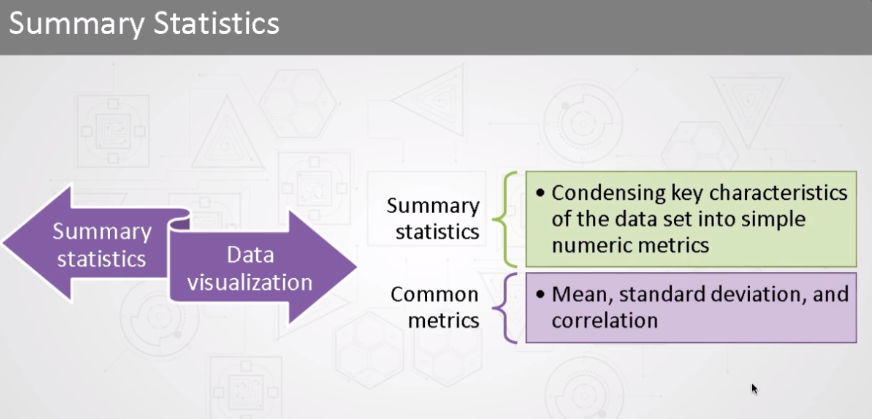 Summary Statistics
Summary
statistics
Data
visualization
Summary
statistics
• Condensing key characteristics
of the data set into simple
numeric metrics
Common
metrics
• Mean, standard deviation, and
correlation